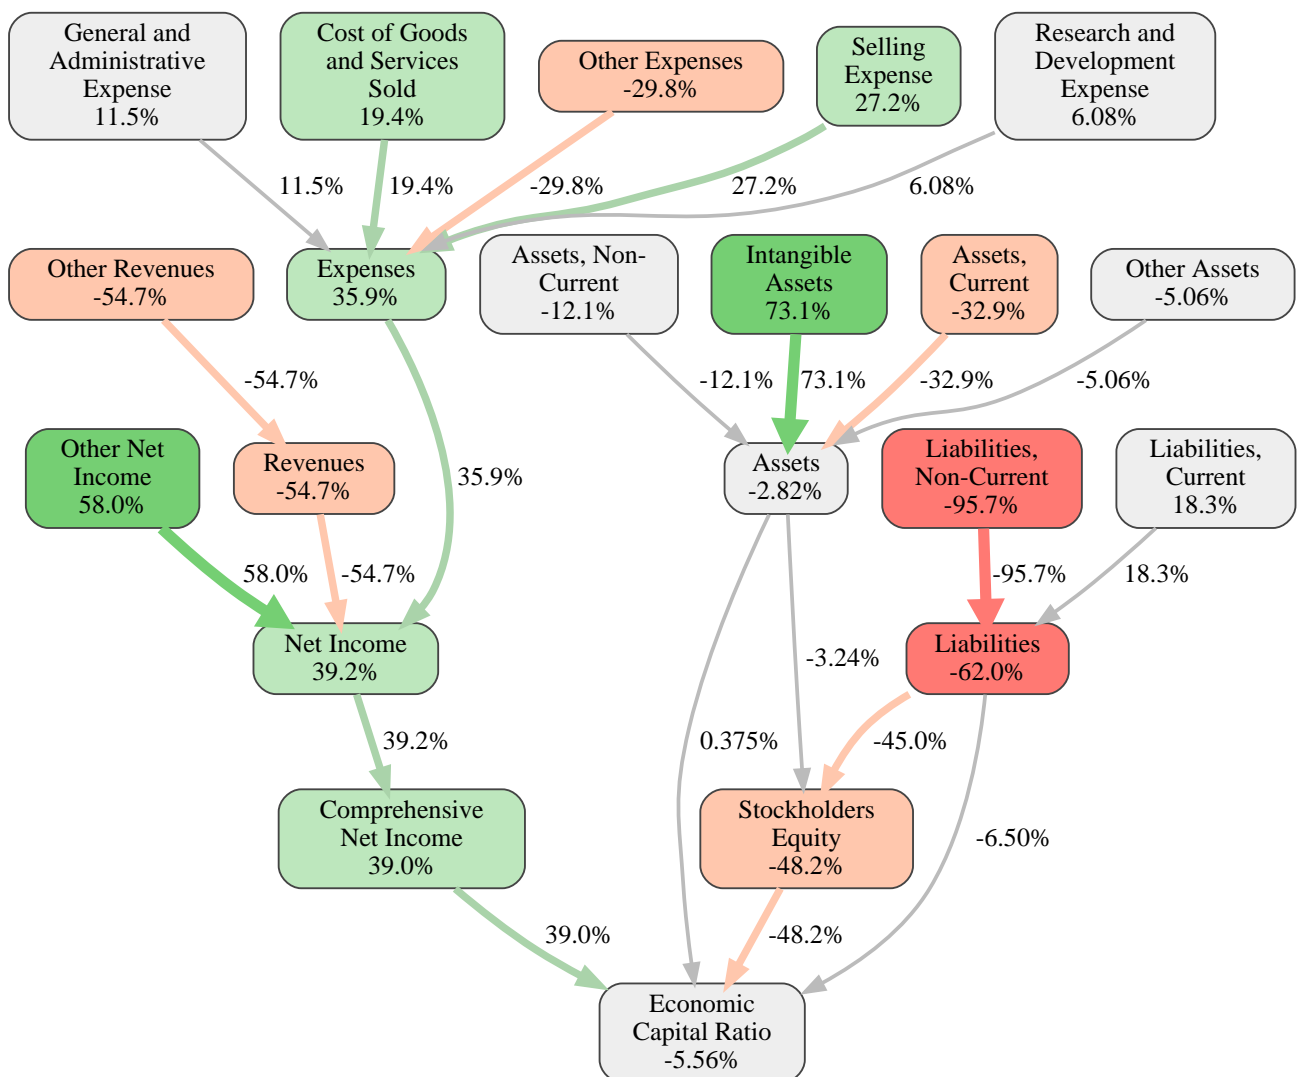 General and
Administrative
Expense
11.5%
Cost of Goods
and Services
Sold
19.4%
Other Expenses
-29.8%
Selling
Expense
27.2%
Research and
Development
Expense
6.08%
11.5%
19.4%
-29.8%
27.2%
6.08%
Other Revenues
-54.7%
Expenses
35.9%
Assets, Non-
Current
-12.1%
Intangible
Assets
73.1%
Assets,
Current
-32.9%
Other Assets
-5.06%
-54.7%
-12.1%
73.1%
-32.9%
-5.06%
Other Net
Income
58.0%
Revenues
-54.7%
35.9%
Assets
-2.82%
Liabilities,
Non-Current
-95.7%
Liabilities,
Current
18.3%
58.0%
-54.7%
-95.7%
18.3%
Net Income
39.2%
-3.24%
Liabilities
-62.0%
39.2%
0.375%
-45.0%
Comprehensive
Net Income
39.0%
Stockholders
Equity
-48.2%
-6.50%
39.0%
-48.2%
Economic
Capital Ratio
-5.56%